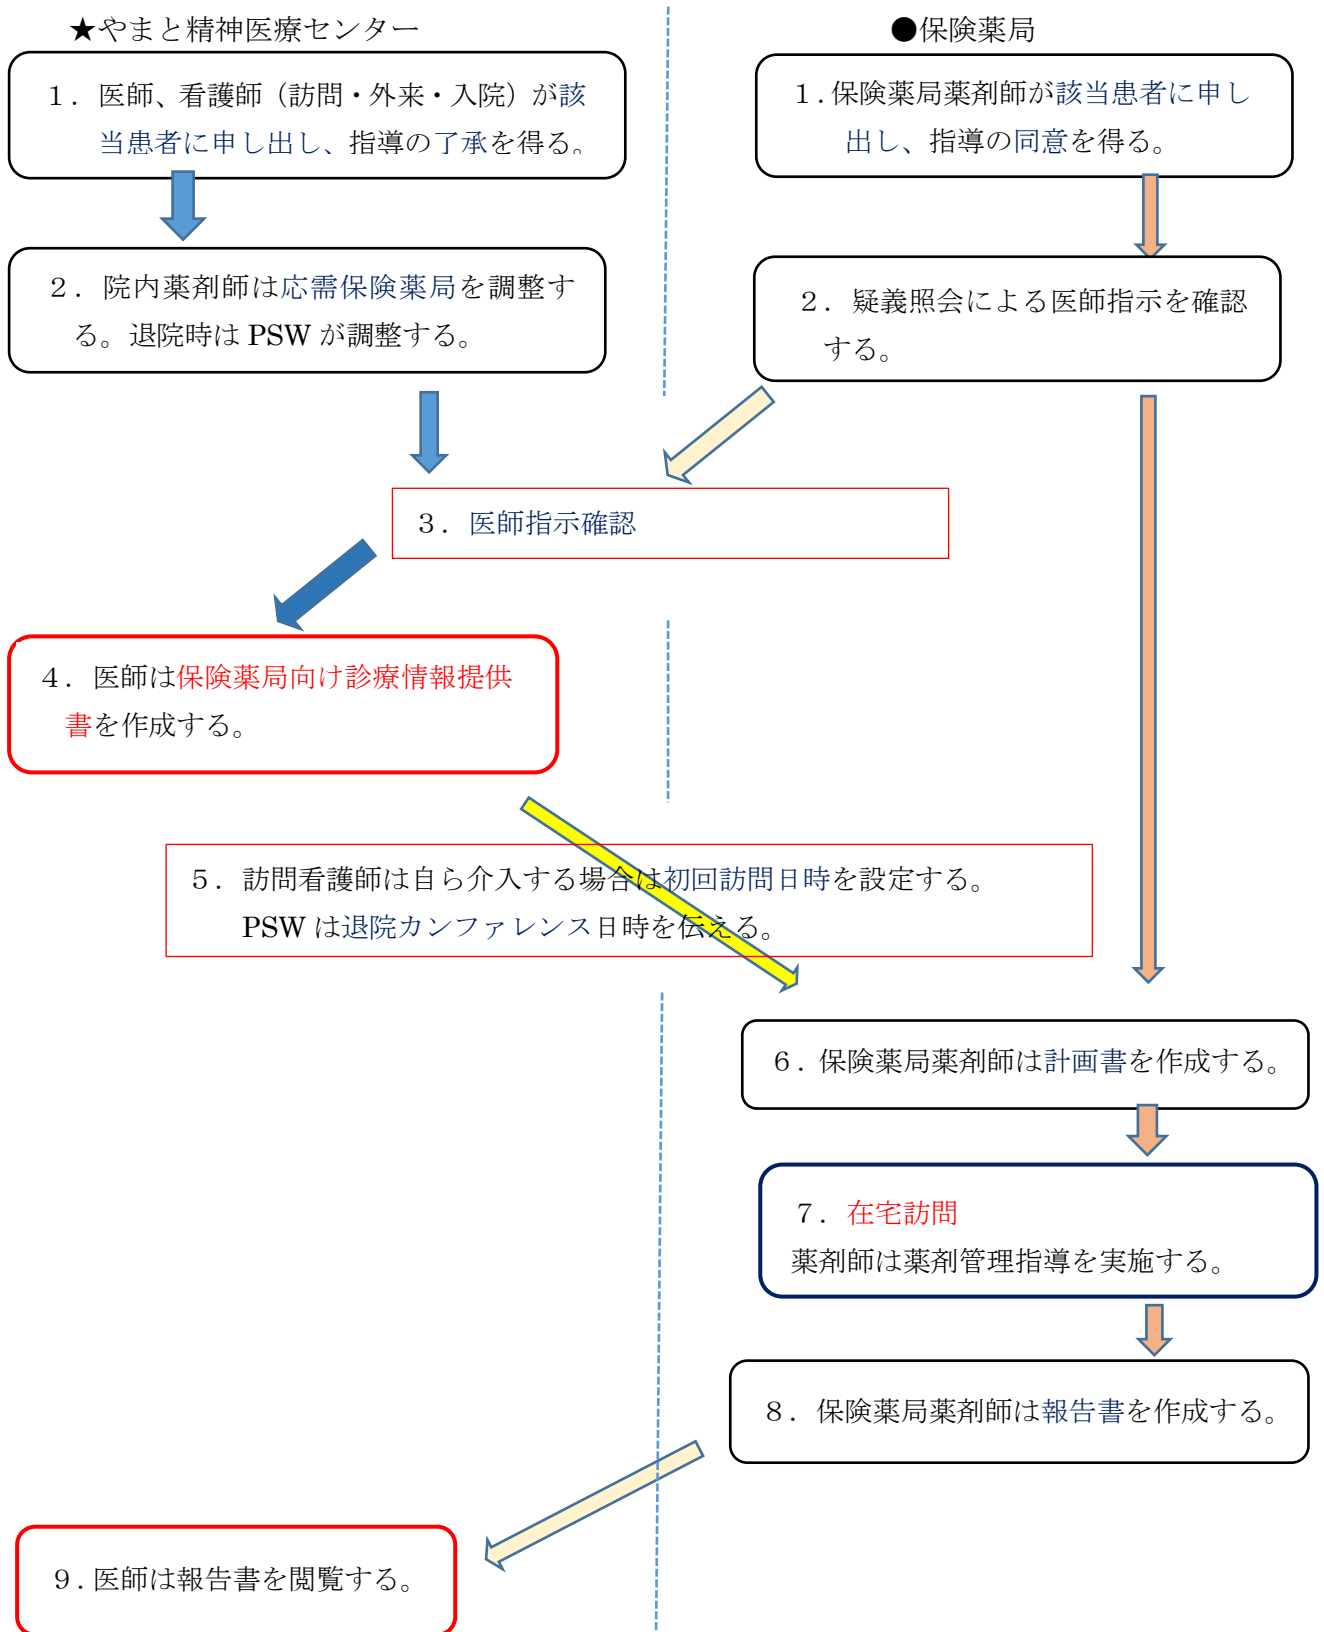 ★やまと精神医療センター
●保険薬局
１．医師、看護師（訪問・外来・入院）が該
当患者に申し出し、指導の了承を得る。
１.保険薬局薬剤師が該当患者に申し
出し、指導の同意を得る。
２．院内薬剤師は応需保険薬局を調整す
る。退院時は PSW が調整する。
２．疑義照会による医師指示を確認
する。
３．医師指示確認
４．医師は保険薬局向け診療情報提供
書を作成する。
５．訪問看護師は自ら介入する場合は初回訪問日時を設定する。
PSW は退院カンファレンス日時を伝える。
６.保険薬局薬剤師は計画書を作成する。
７．在宅訪問
薬剤師は薬剤管理指導を実施する。
８．保険薬局薬剤師は報告書を作成する。
９.医師は報告書を閲覧する。